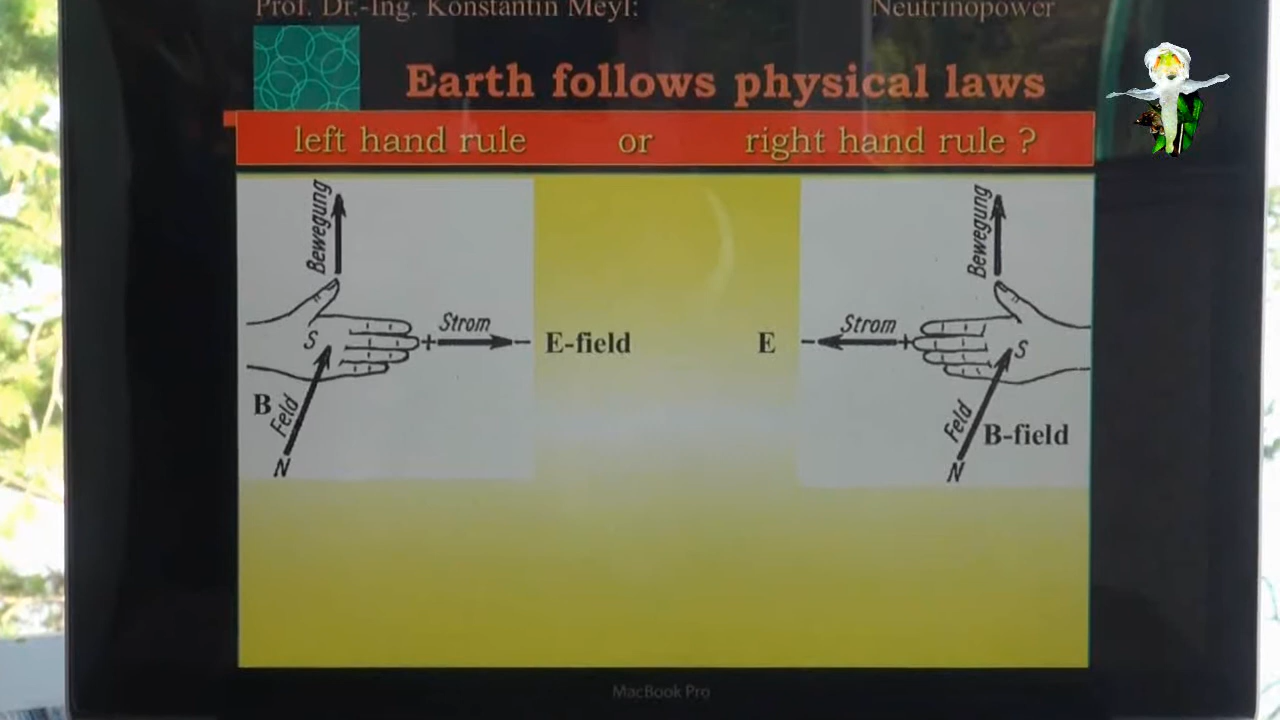 Prof. Dr.-Ing. Konstantin Meyl: Neutrinopower
Earth follows physical laws
left hand rule or right hand rule ?
Bewegung
S
+ Strom − E-field
B Feld
N
Bewegung
E − Strom +
S
Feld B-field
N
MacBook Pro